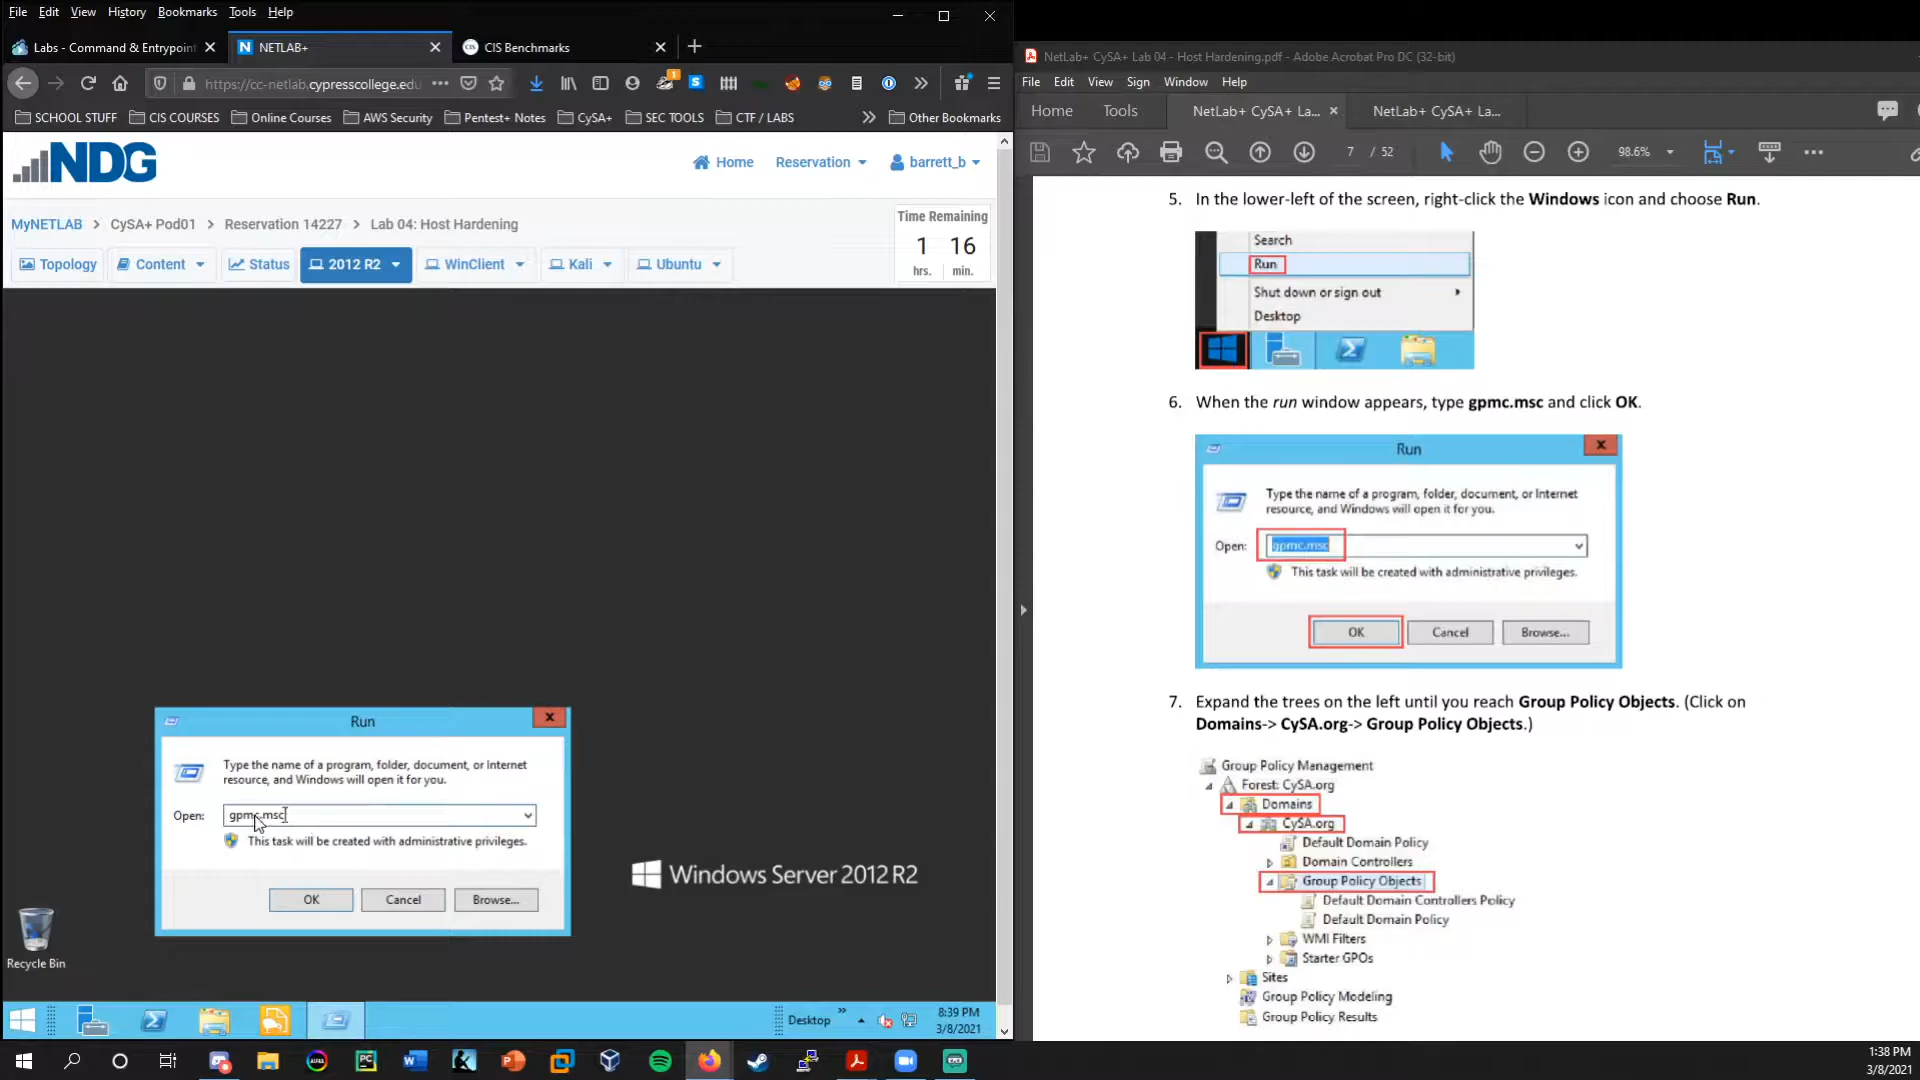 File Edit View History Bookmarks Tools Help
Labs - Command & Entrypoin
NETLAB+
CIS Benchmarks
https://cc-netlab.cypresscollege.edu
SCHOOL STUFF
CIS COURSES
Online Courses
AWS Security
Pentest+ Notes
CySA+
SEC TOOLS
CTF / LABS
Other Bookmarks
NDG
Home
Reservation
barrett_b
MyNETLAB > CySA+ Pod01 > Reservation 14227 > Lab 04: Host Hardening
Time Remaining
1 16
hrs. min.
Topology
Content
Status
2012 R2
WinClient
Kali
Ubuntu
Run
Type the name of a program, folder, document, or Internet
resource, and Windows will open it for you.
Open: gpmc.msc
This task will be created with administrative privileges.
OK Cancel Browse...
Windows Server 2012 R2
Recycle Bin
Desktop
8:39 PM
3/8/2021
NetLab+ CySA+ Lab 04 - Host Hardening.pdf - Adobe Acrobat Pro DC (32-bit)
File Edit View Sign Window Help
Home
Tools
NetLab+ CySA+ La...
NetLab+ CySA+ La...
7 / 52
98.6%
5. In the lower-left of the screen, right-click the Windows icon and choose Run.
Search
Run
Shut down or sign out
Desktop
6. When the run window appears, type gpmc.msc and click OK.
Run
Type the name of a program, folder, document, or Internet
resource, and Windows will open it for you.
Open: gpmc.msc
This task will be created with administrative privileges.
OK Cancel Browse...
7. Expand the trees on the left until you reach Group Policy Objects. (Click on
Domains-> CySA.org-> Group Policy Objects.)
Group Policy Management
Forest: CySA.org
Domains
CySA.org
Default Domain Policy
Domain Controllers
Group Policy Objects
Default Domain Controllers Policy
Default Domain Policy
WMI Filters
Starter GPOs
Sites
Group Policy Modeling
Group Policy Results
1:38 PM
3/8/2021